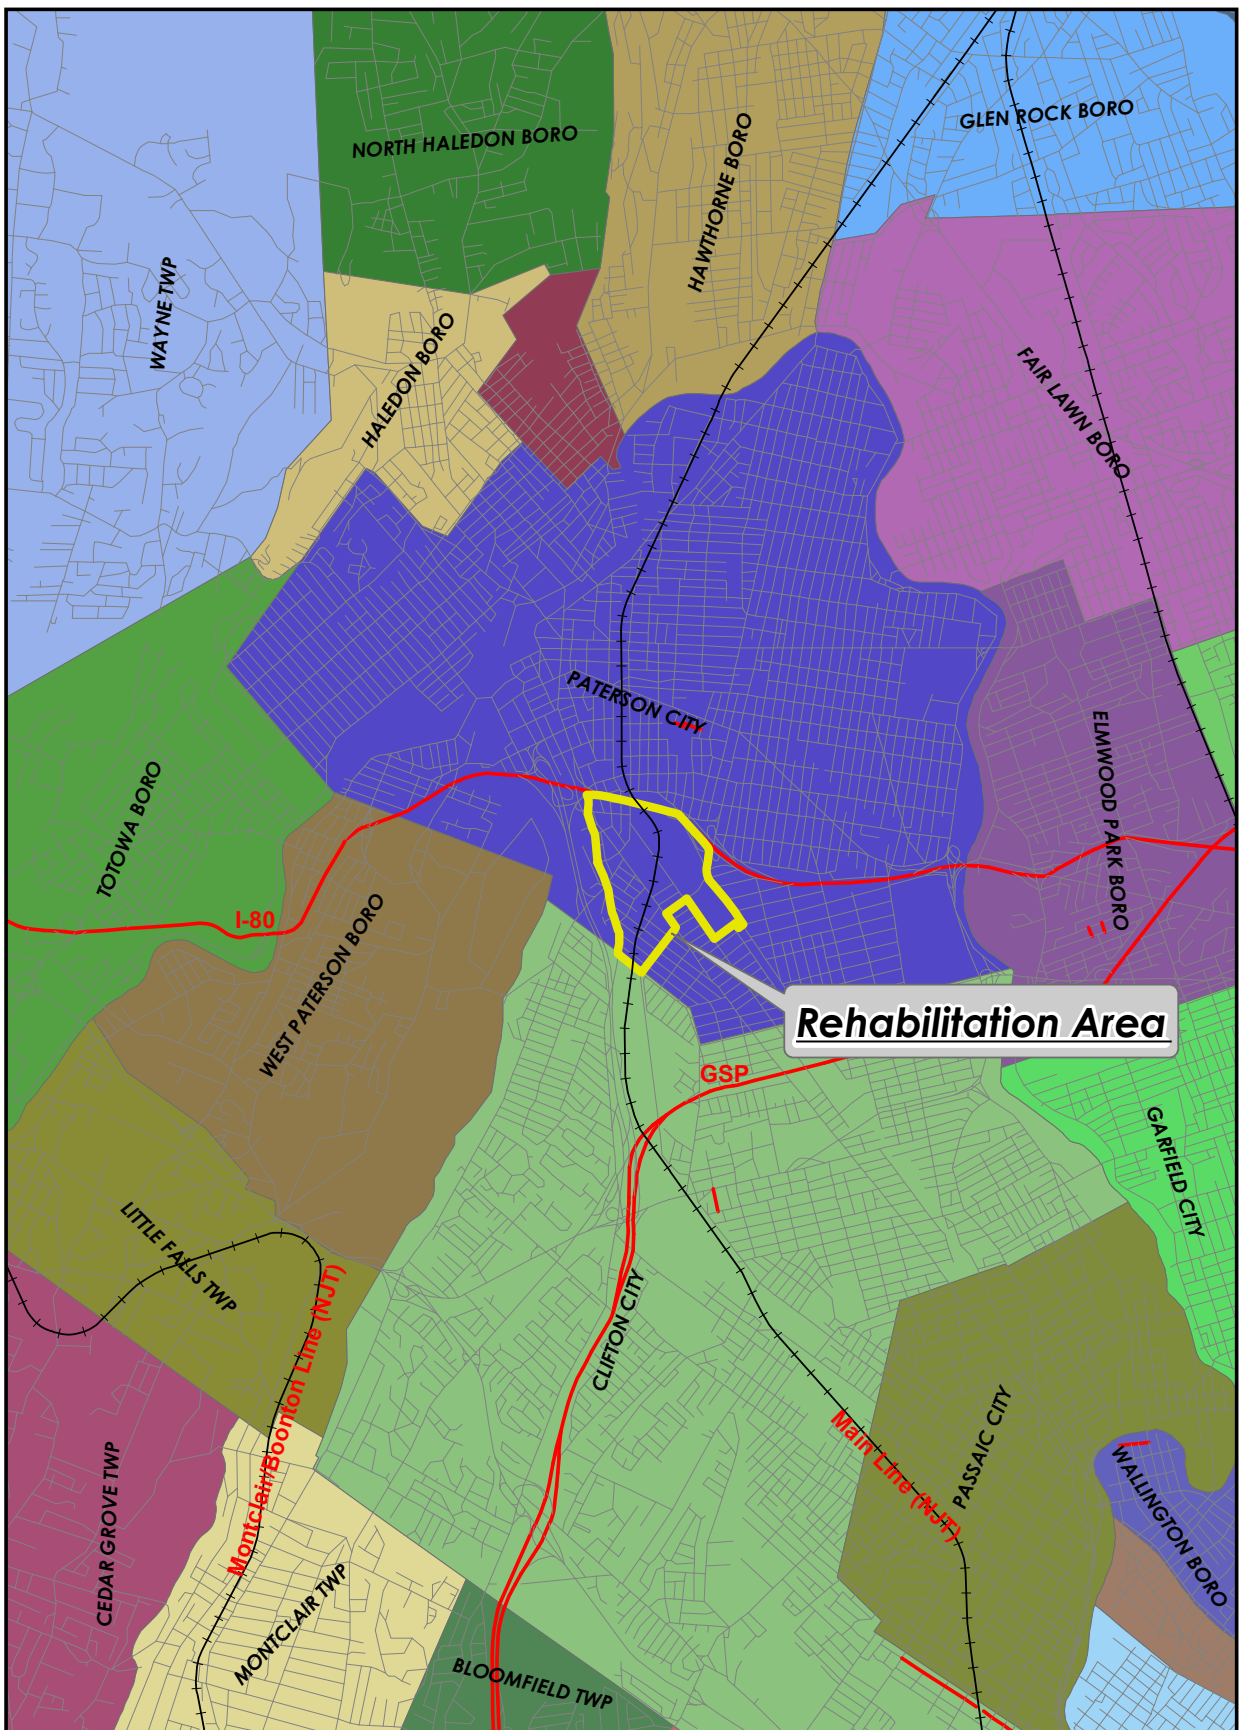 GLEN ROCK BORO
NORTH HALEDON BORO
HAWTHORNE BORO
WAYNE TWP
HALEDON BORO
FAIR LAWN BORO
PATERSON CITY
ELMWOOD PARK BORO
TOTOWA BORO
I-80
WEST PATERSON BORO
Rehabilitation Area
GSP
GARFIELD CITY
LITTLE FALLS TWP
CLIFTON CITY
Montclair/Boonton Line (NJT)
Main Line (NJT)
PASSAIC CITY
WALLINGTON BORO
CEDAR GROVE TWP
MONTCLAIR TWP
BLOOMFIELD TWP